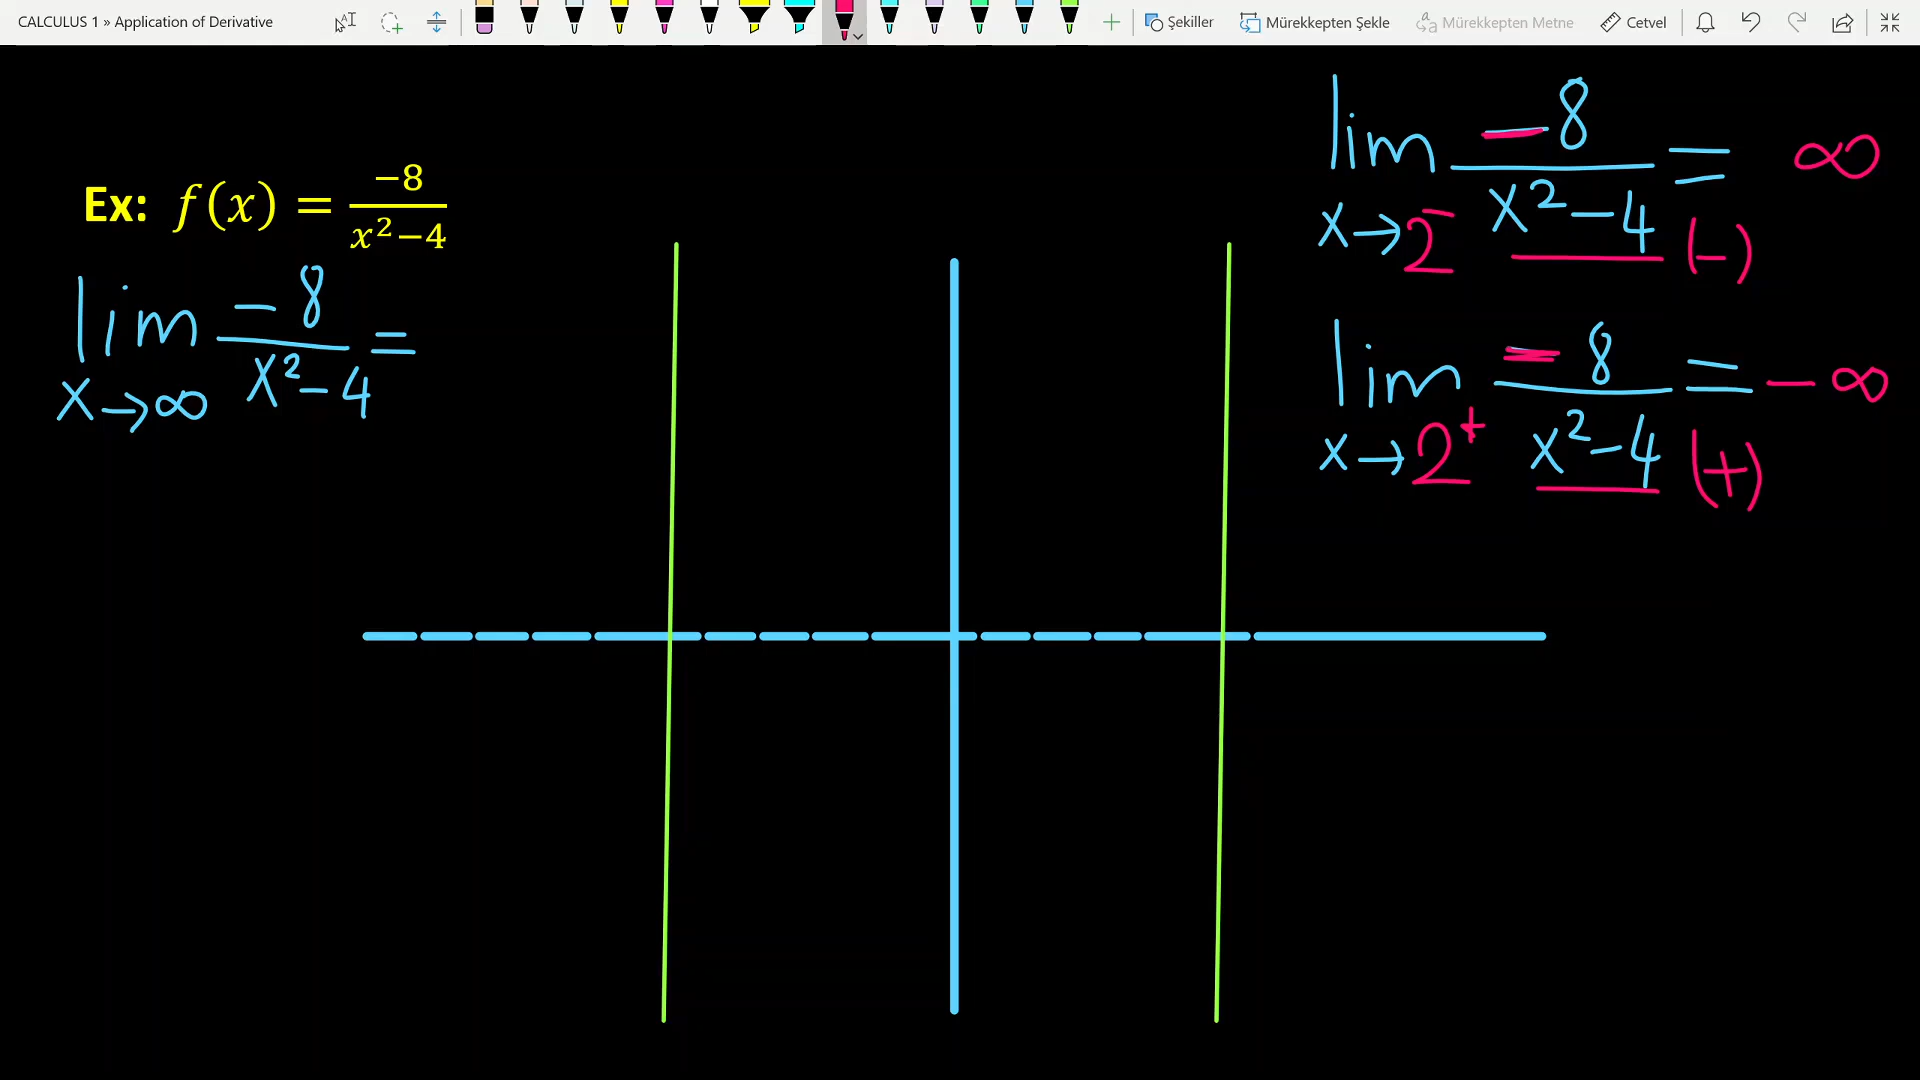 CALCULUS 1 » Application of Derivative
Şekiller
Mürekkepten Şekle
Mürekkepten Metne
Cetvel
Ex: f(x) = -8/(x²-4)
lim x→∞ -8/(x²-4) =
lim x→2⁻ -8/(x²-4) = ∞
(-)
lim x→2⁺ -8/(x²-4) = -∞
(+)